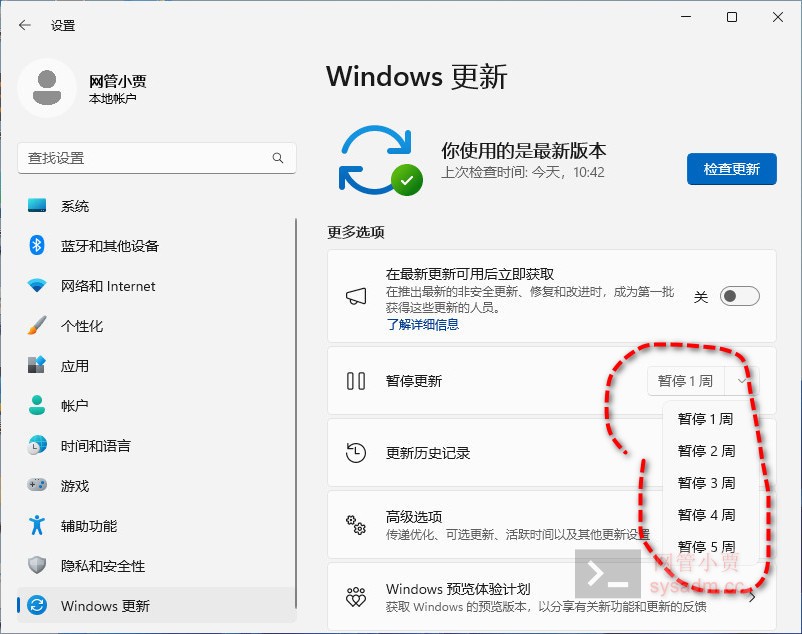 设置
网管小贾
本地帐户
查找设置
系统
蓝牙和其他设备
网络和 Internet
个性化
应用
帐户
时间和语言
游戏
辅助功能
隐私和安全性
Windows 更新
Windows 更新
你使用的是最新版本
上次检查时间: 今天，10:42
检查更新
更多选项
在最新更新可用后立即获取
在推出最新的非安全更新、修复和改进时，成为第一批
获得这些更新的人员。
了解详细信息
关
暂停更新
暂停 1 周
暂停 1 周
暂停 2 周
暂停 3 周
暂停 4 周
暂停 5 周
更新历史记录
高级选项
传递优化、可选更新、活跃时间以及其他更新设置
Windows 预览体验计划
获取 Windows 的预览版本，以分享有关新功能和更新的反馈
网管小贾
sysadm.cc